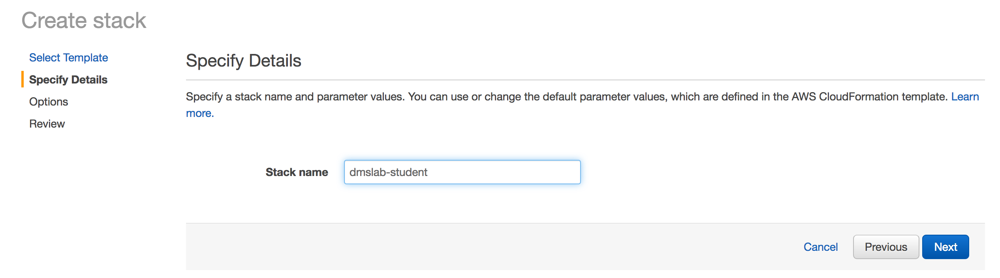 Create stack
Select Template
Specify Details
Options
Review
Specify Details
Specify a stack name and parameter values. You can use or change the default parameter values, which are defined in the AWS CloudFormation template. Learn
more.
Stack name dmslab-student
Cancel Previous Next